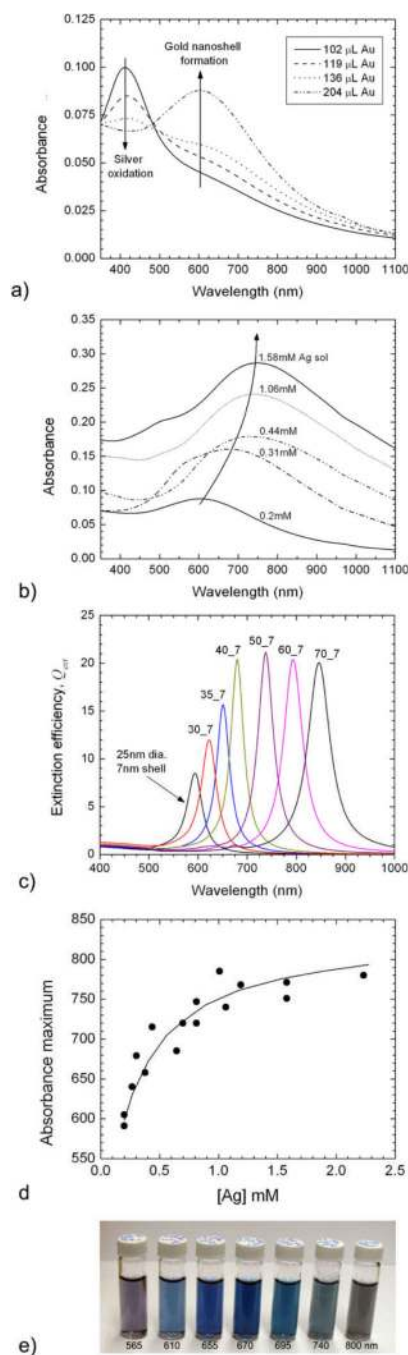 0.125
0.100
0.075
0.050
0.025
0.000
Absorbance
Gold nanoshell
formation
Silver
oxidation
102 µL Au
119 µL Au
136 µL Au
204 µL Au
400 500 600 700 800 900 1000 1100
Wavelength (nm)
a)
0.35
0.30
0.25
0.20
0.15
0.10
0.05
0.00
Absorbance
1.58mM Ag sol
1.06mM
0.44mM
0.31mM
0.2mM
400 500 600 700 800 900 1000 1100
Wavelength (nm)
b)
25
20
15
10
5
0
Extinction efficiency, Qext
25nm dia.
7nm shell
30_7
35_7
40_7
50_7
60_7
70_7
400 500 600 700 800 900 1000
Wavelength (nm)
c)
850
800
750
700
650
600
550
Absorbance maximum
0.0 0.5 1.0 1.5 2.0 2.5
[Ag] mM
d
565 610 655 670 695 740 800 nm
e)